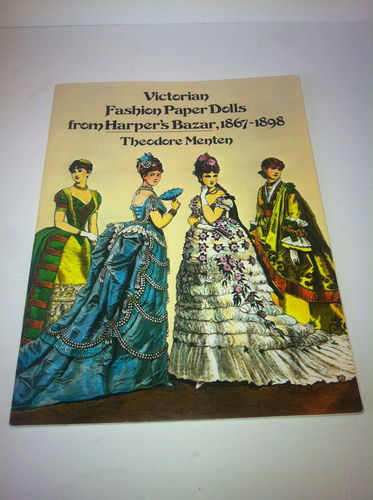 Victorian
Fashion Paper Dolls
from Harper's Bazar, 1867-1898
Theodore Menten